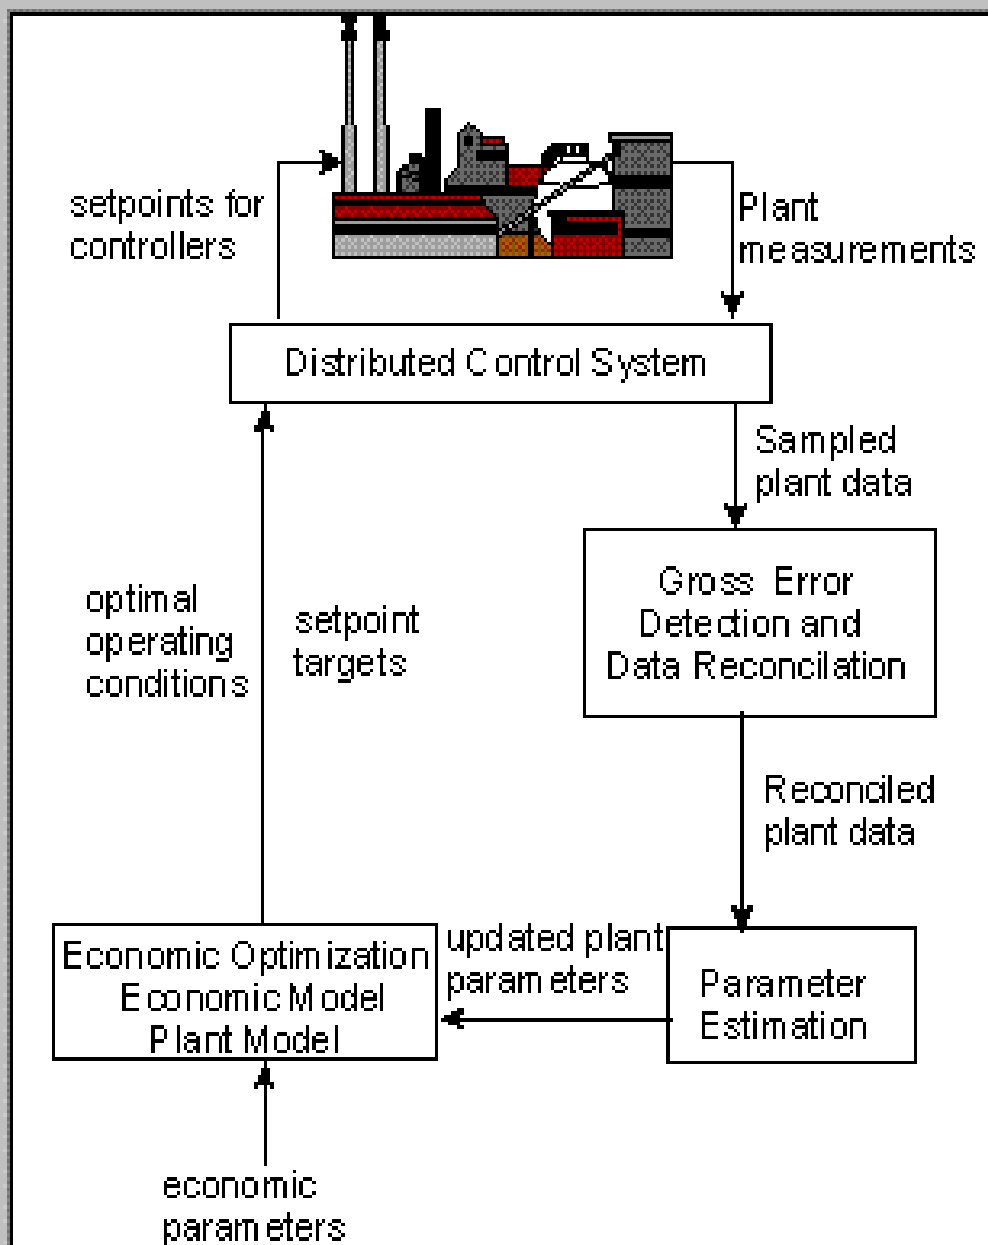 setpoints for
controllers
Plant
measurements
Distributed Control System
Sampled
plant data
Gross Error
Detection and
Data Reconcilation
optimal
operating
conditions
setpoint
targets
Reconciled
plant data
Economic Optimization
Economic Model
Plant Model
updated plant
parameters
Parameter
Estimation
economic
parameters